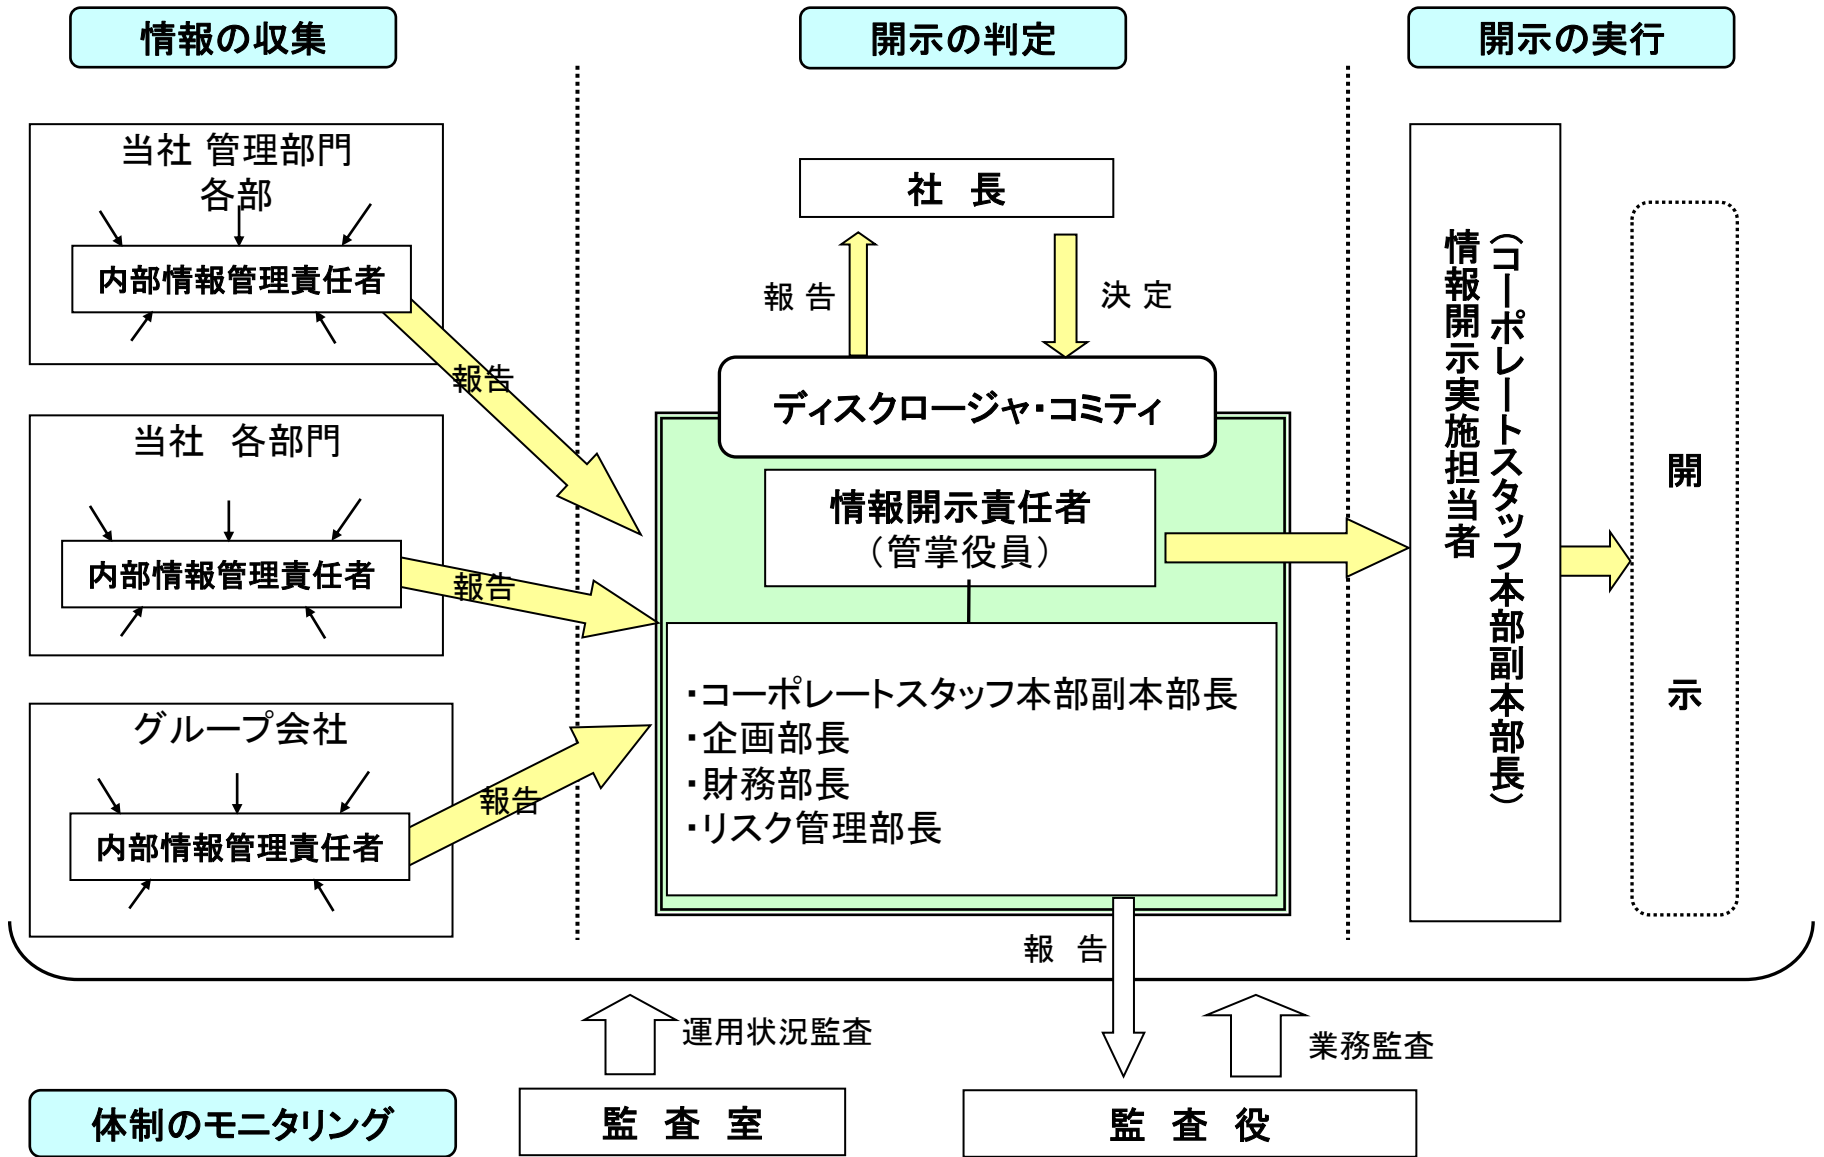 情報の収集
開示の判定
開示の実行
当社 管理部門
各部
内部情報管理責任者
報告
当社 各部門
内部情報管理責任者
報告
グループ会社
内部情報管理責任者
報告
社 長
報 告
決 定
ディスクロージャ・コミティ
情報開示責任者
（管掌役員）
・コーポレートスタッフ本部副本部長
・企画部長
・財務部長
・リスク管理部長
報 告
（コーポレートスタッフ本部副本部長）
情報開示実施担当者
開示
運用状況監査
業務監査
体制のモニタリング
監 査 室
監 査 役